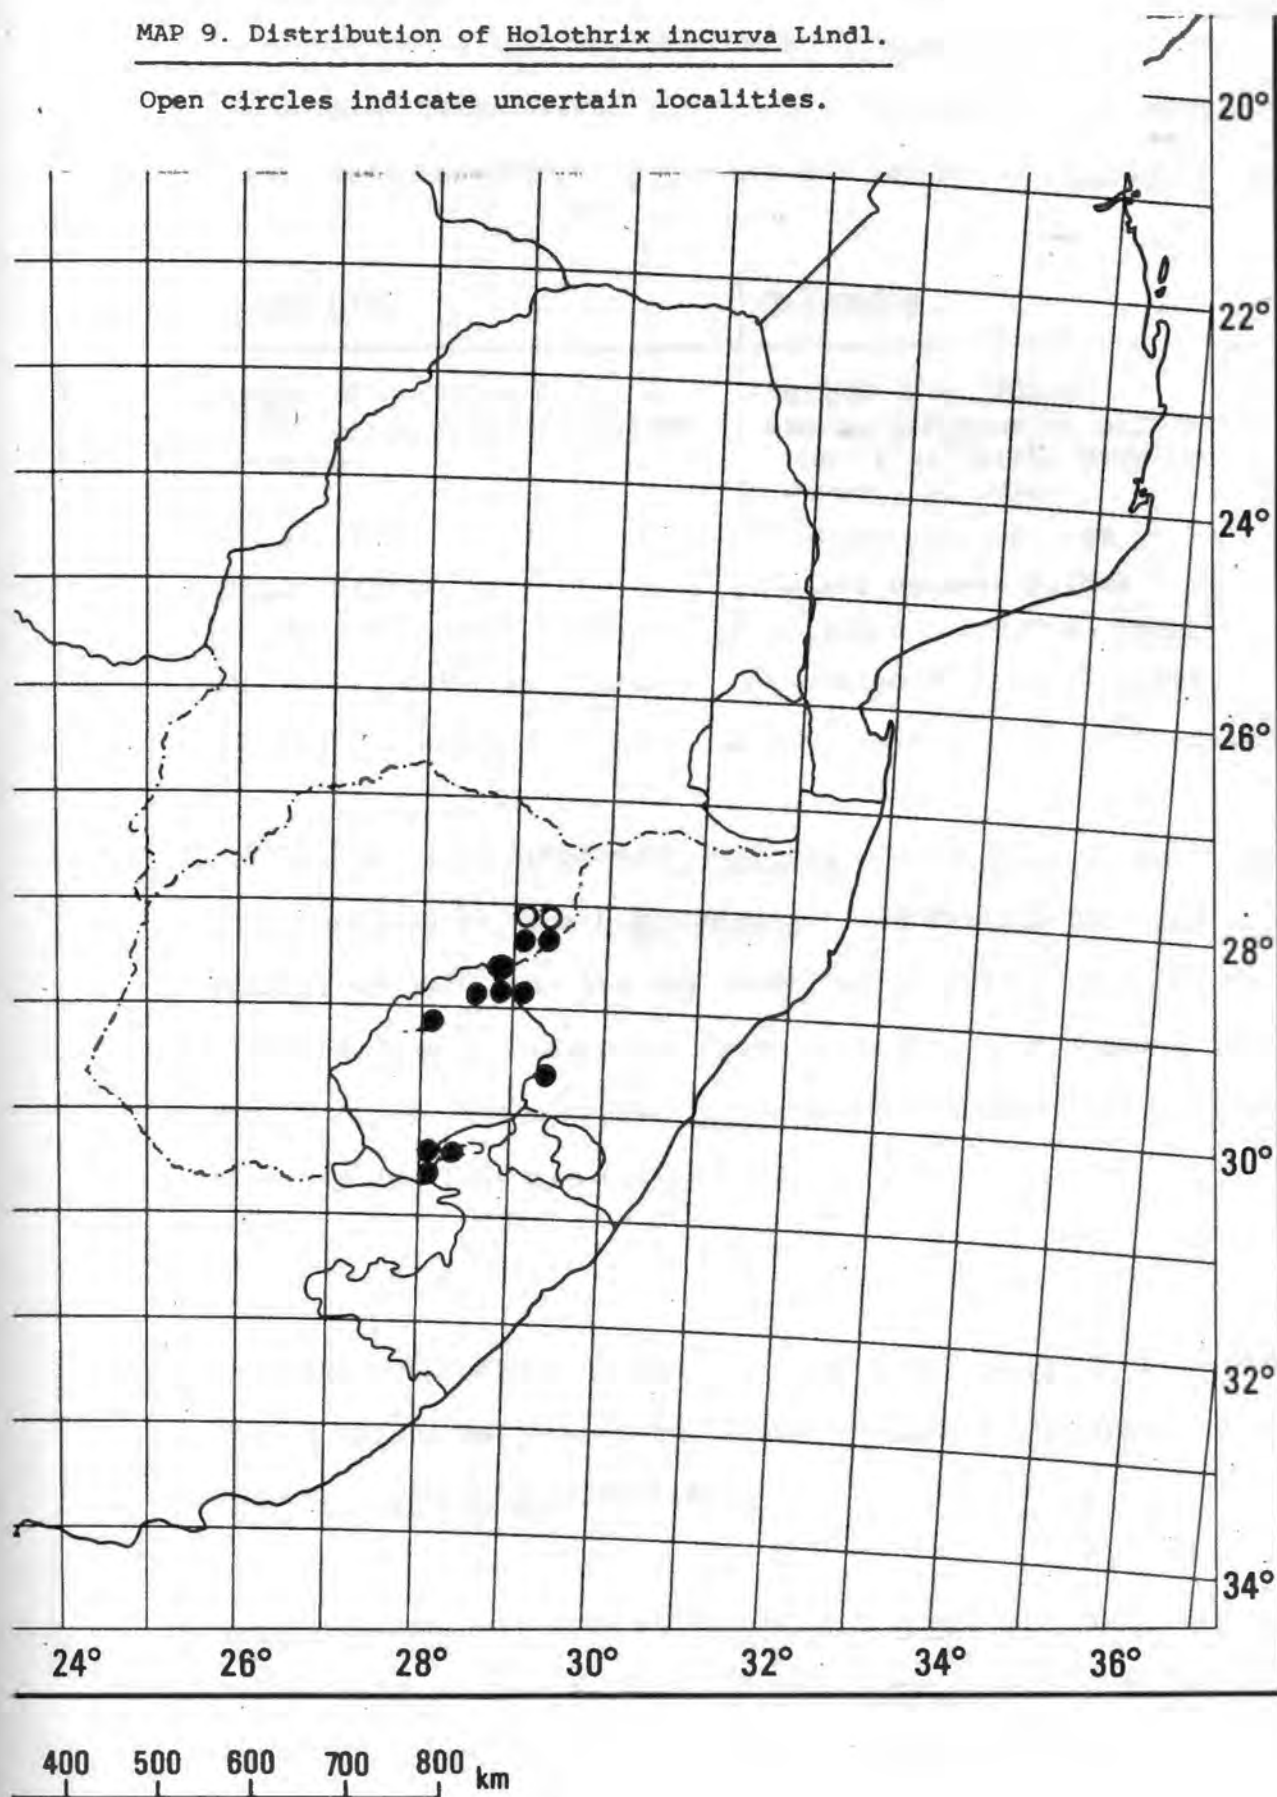 MAP 9. Distribution of Holothrix incurva Lindl.
Open circles indicate uncertain localities.
20°
22°
24°
26°
28°
30°
32°
34°
24° 26° 28° 30° 32° 34° 36°
400 500 600 700 800 km